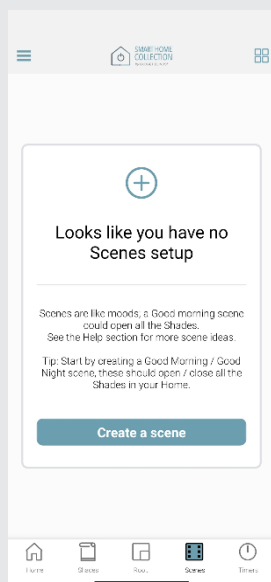 SMART HOME
COLLECTION
Looks like you have no
Scenes setup
Scenes are like moods, a Good morning scene
could open all the Shades.
See the Help section for more scene ideas.
Tip: Start by creating a Good Morning / Good
Night scene, these should open / close all the
Shades in your Home.
Create a scene
Home
Shades
Room
Scenes
Timers